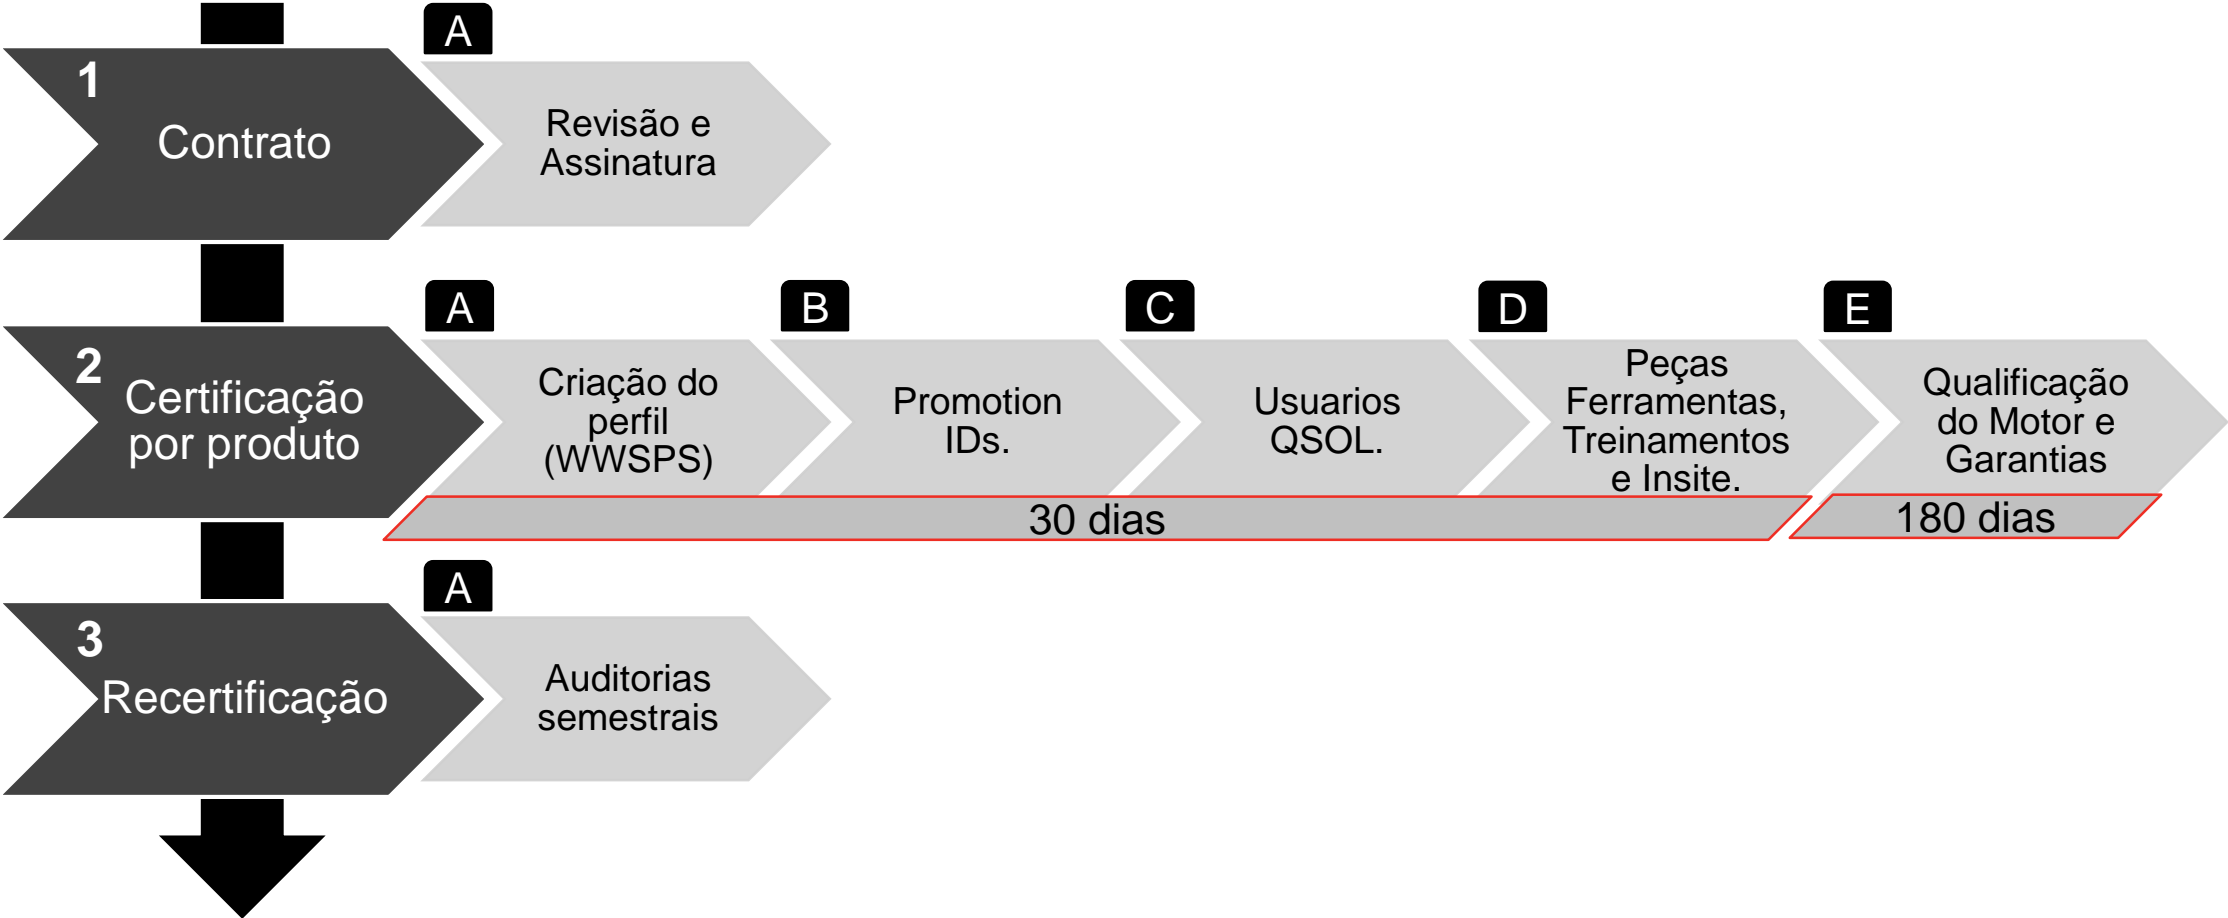 A
1
Contrato
Revisão e
Assinatura
A
B
C
D
E
2
Certificação
por produto
Criação do
perfil
(WWSPS)
Promotion
IDs.
Usuarios
QSOL.
Peças
Ferramentas,
Treinamentos
e Insite.
Qualificação
do Motor e
Garantias
30 dias
180 dias
A
3
Recertificação
Auditorias
semestrais